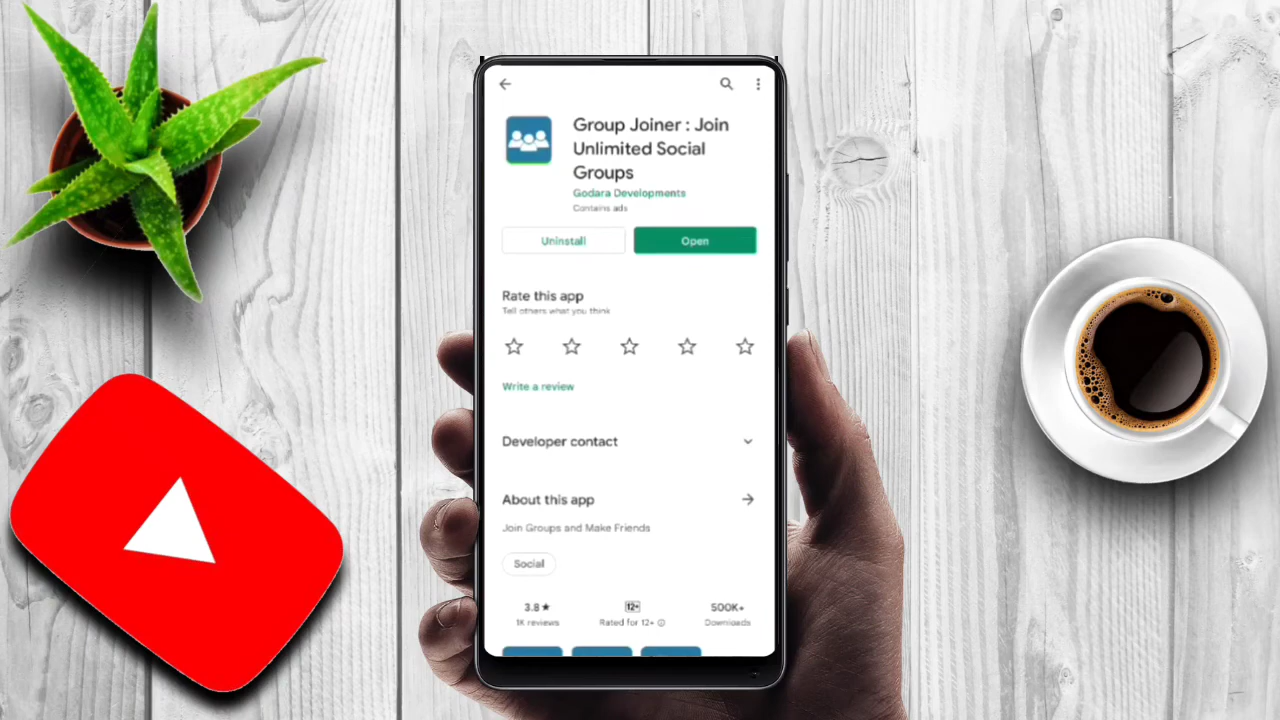 Group Joiner : Join
Unlimited Social
Groups
Godara Developments
Contains ads
Uninstall
Open
Rate this app
Tell others what you think
Write a review
Developer contact
About this app
Join Groups and Make Friends
Social
3.8★
12+
500K+
1K reviews
Rated for 12+
Downloads